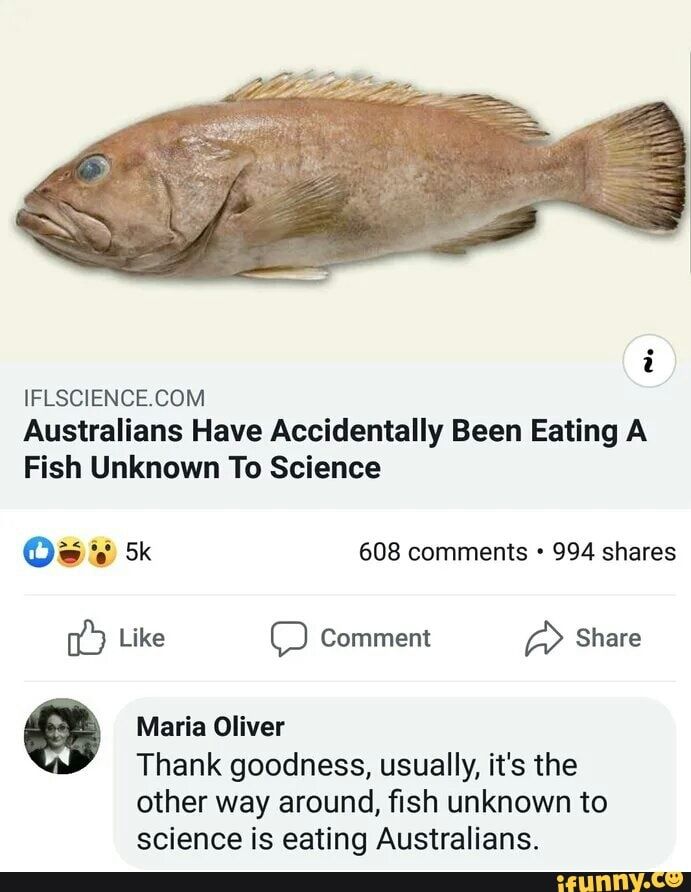 IFLSCIENCE.COM
Australians Have Accidentally Been Eating A
Fish Unknown To Science
5k
608 comments • 994 shares
Like
Comment
Share
Maria Oliver
Thank goodness, usually, it's the
other way around, fish unknown to
science is eating Australians.
ifunny.co